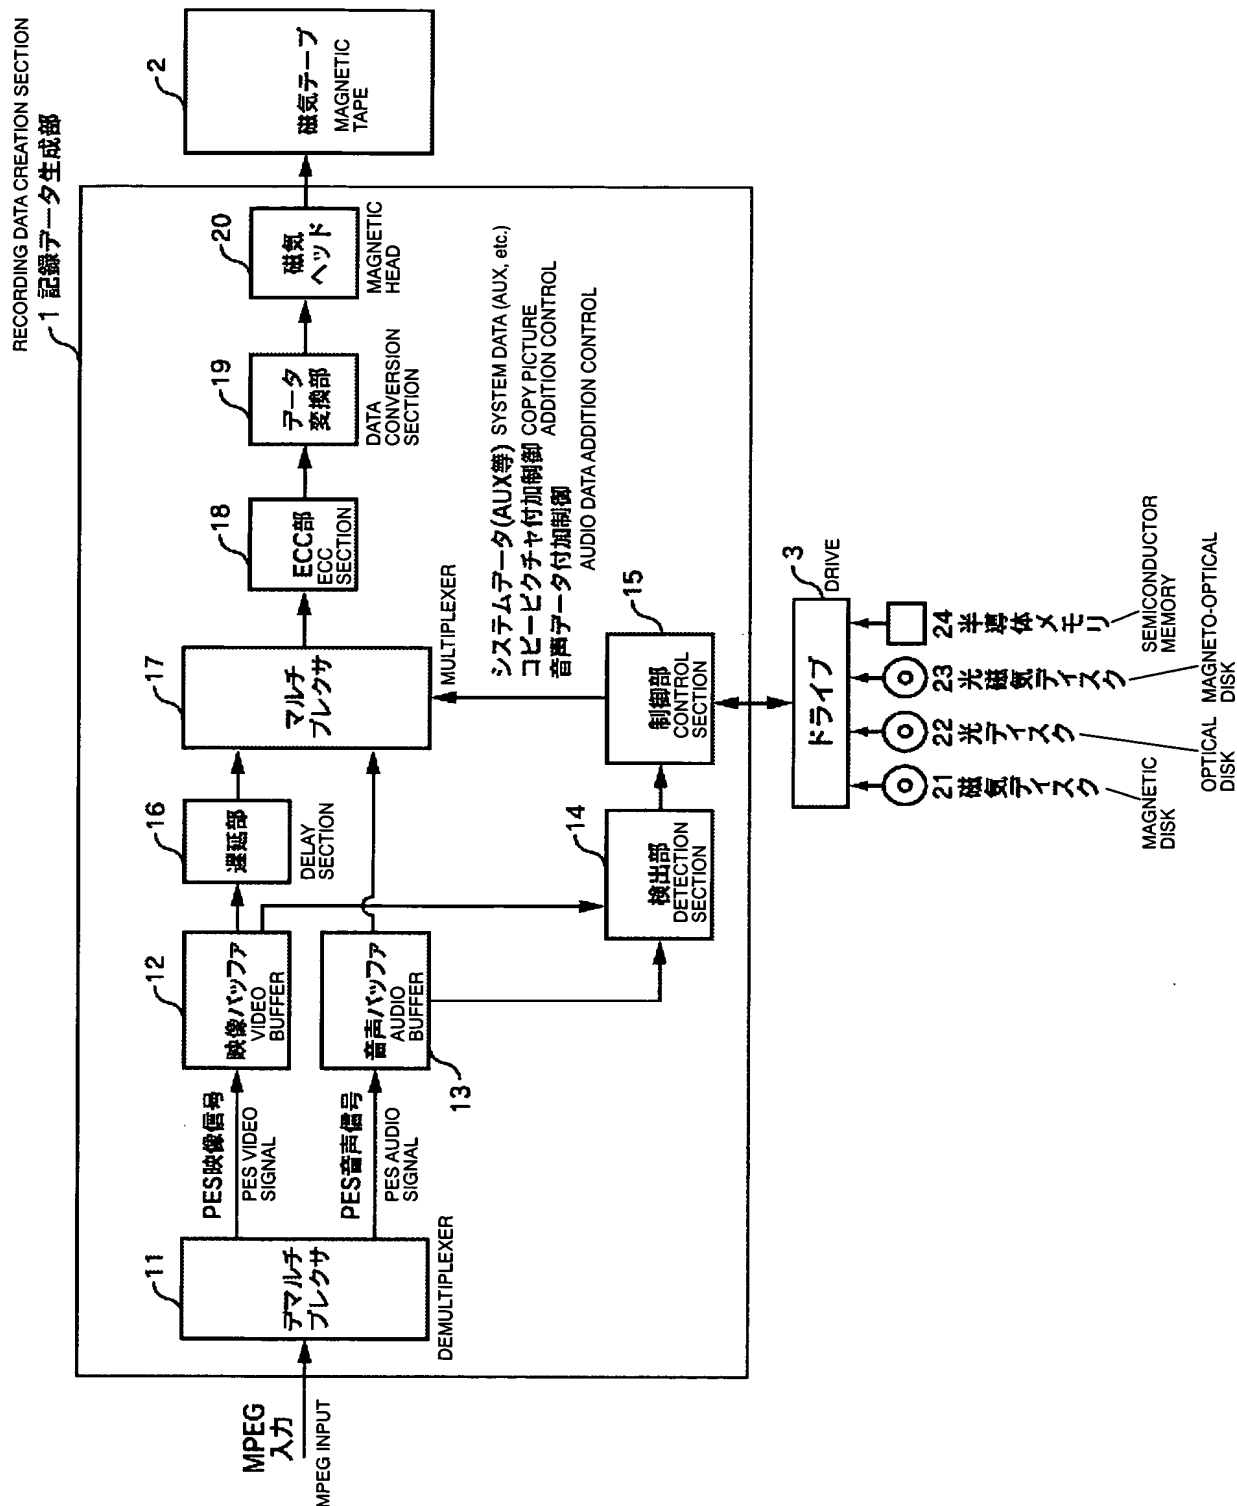 RECORDING DATA CREATION SECTION
1 記録データ生成部
MPEG
入力
MPEG INPUT
11
デマルチ
プレクサ
DEMULTIPLEXER
PES映像信号
PES VIDEO
SIGNAL
PES音声信号
PES AUDIO
SIGNAL
12
映像バッファ
VIDEO
BUFFER
音声バッファ
AUDIO
BUFFER
13
16
遅延部
DELAY
SECTION
14
検出部
DETECTION
SECTION
17
マルチ
プレクサ
MULTIPLEXER
15
制御部
CONTROL
SECTION
システムデータ(AUX等) SYSTEM DATA (AUX, etc.)
コピーピクチャ付加制御 COPY PICTURE
ADDITION CONTROL
音声データ付加制御
AUDIO DATA ADDITION CONTROL
18
ECC部
ECC
SECTION
19
データ
変換部
DATA
CONVERSION
SECTION
20
磁気
ヘッド
MAGNETIC
HEAD
2
磁気テープ
MAGNETIC
TAPE
3
DRIVE
ドライブ
21 磁気ディスク
MAGNETIC
DISK
22 光ディスク
OPTICAL
DISK
23 光磁気ディスク
MAGNETO-OPTICAL
DISK
24 半導体メモリ
SEMICONDUCTOR
MEMORY